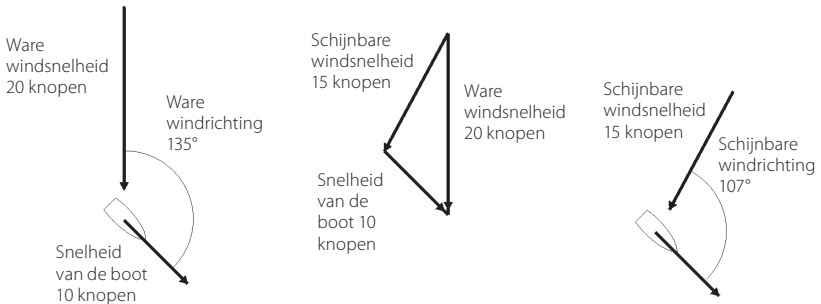 Ware
windsnelheid
20 knopen
Ware
windrichting
135°
Snelheid
van de boot
10 knopen
Schijnbare
windsnelheid
15 knopen
Ware
windsnelheid
20 knopen
Snelheid
van de
boot 10
knopen
Schijnbare
windsnelheid
15 knopen
Schijnbare
windrichting
107°